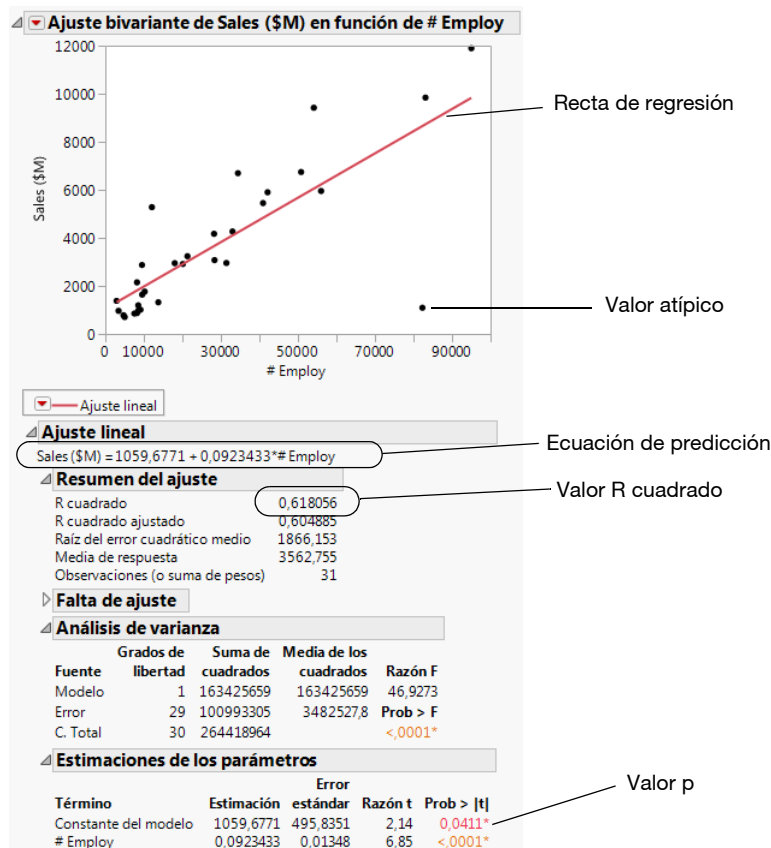 Ajuste bivariante de Sales ($M) en función de # Employ
12000
10000
8000
6000
4000
2000
0
Sales ($M)
0 10000 30000 50000 70000 90000
# Employ
Recta de regresión
Valor atípico
Ajuste lineal
Ajuste lineal
Sales ($M) = 1059,6771 + 0,0923433*# Employ
Ecuación de predicción
Resumen del ajuste
Valor R cuadrado
R cuadrado 0,618056
R cuadrado ajustado 0,604885
Raíz del error cuadrático medio 1866,153
Media de respuesta 3562,755
Observaciones (o suma de pesos) 31
Falta de ajuste
Análisis de varianza
Grados de Suma de Media de los
Fuente libertad cuadrados cuadrados Razón F
Modelo 1 163425659 163425659 46,9273
Error 29 100993305 3482527,8 Prob > F
C. Total 30 264418964 <,0001*
Estimaciones de los parámetros
Error
Término Estimación estándar Razón t Prob > |t|
Valor p
Constante del modelo 1059,6771 495,8351 2,14 0,0411*
# Employ 0,0923433 0,01348 6,85 <,0001*